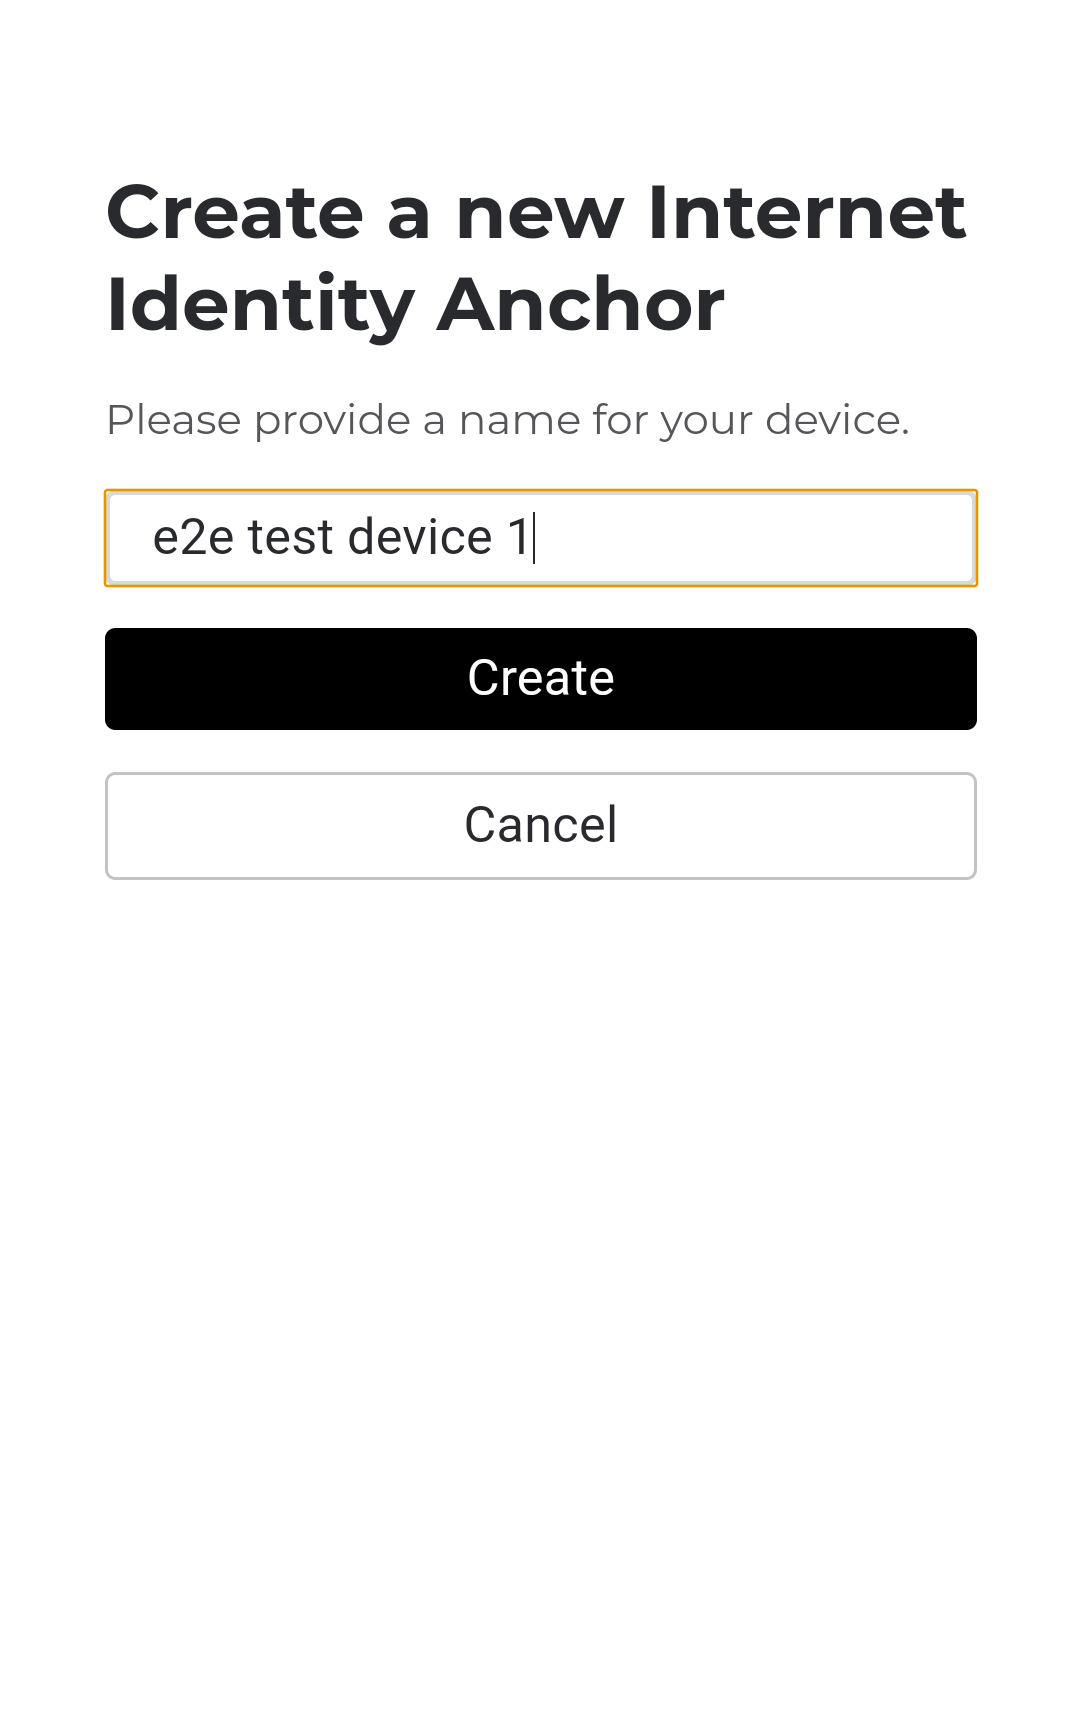 Create a new Internet
Identity Anchor
Please provide a name for your device.
e2e test device 1
Create
Cancel